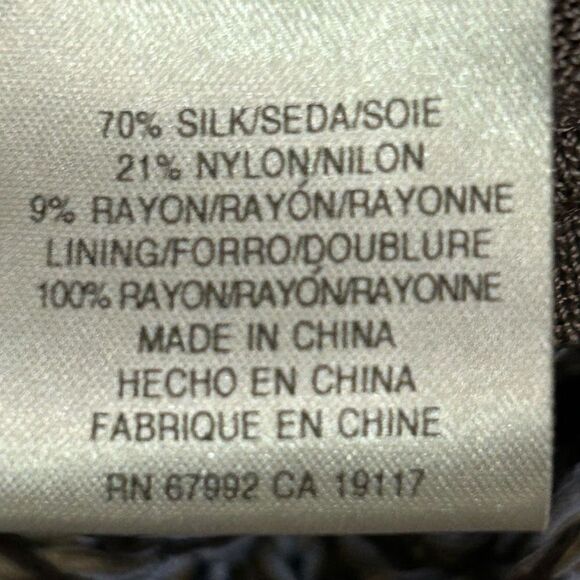 70% SILK/SEDA/SOIE
21% NYLON/NILON
9% RAYON/RAYÓN/RAYONNE
LINING/FORRO/DOUBLURE
100% RAYON/RAYÓN/RAYONNE
MADE IN CHINA
HECHO EN CHINA
FABRIQUE EN CHINE
RN 67992 CA 19117